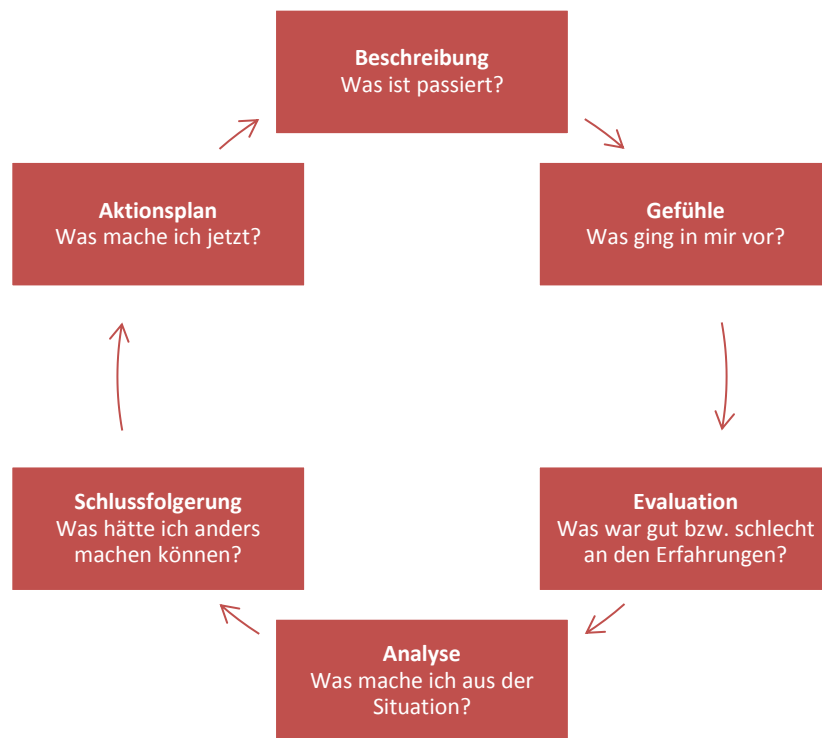 Beschreibung
Was ist passiert?
Aktionsplan
Was mache ich jetzt?
Gefühle
Was ging in mir vor?
Schlussfolgerung
Was hätte ich anders
machen können?
Evaluation
Was war gut bzw. schlecht
an den Erfahrungen?
Analyse
Was mache ich aus der
Situation?